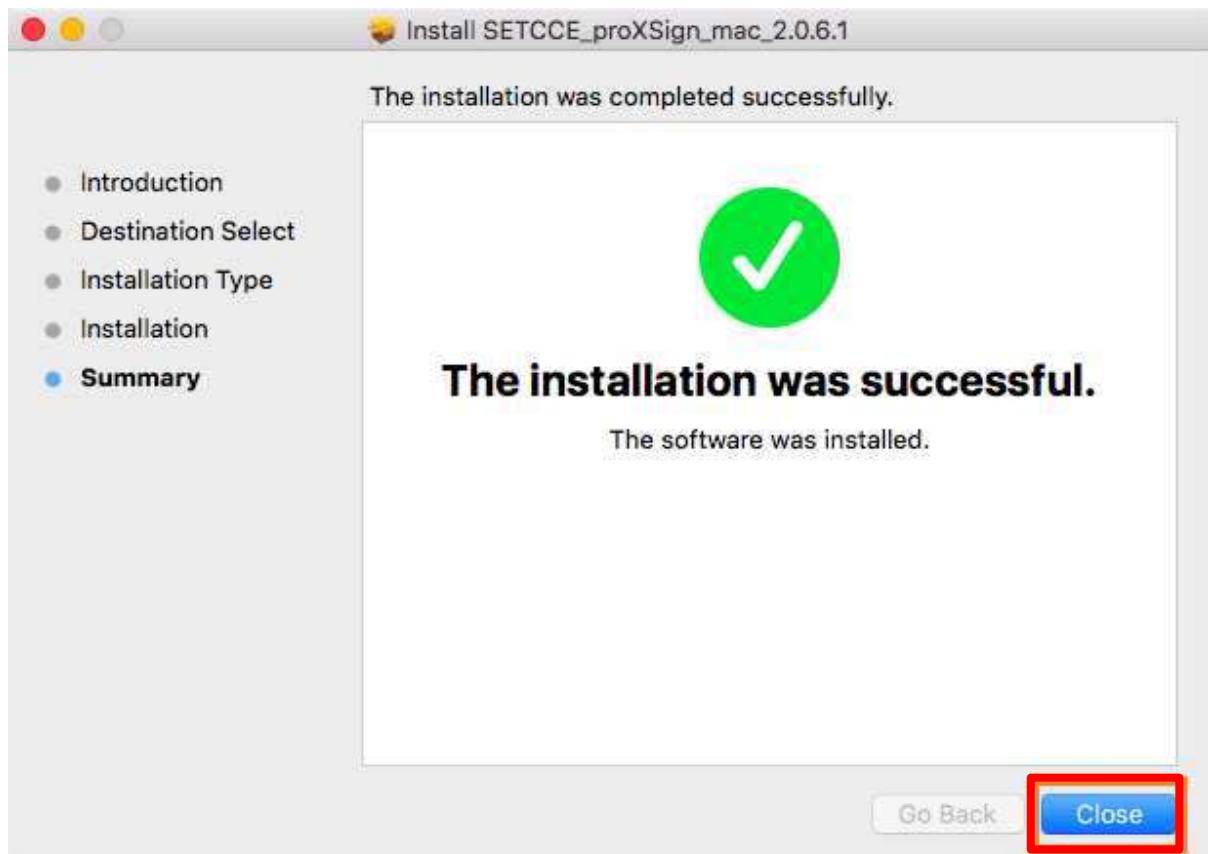 Install SETCCE_proXSign_mac_2.0.6.1
The installation was completed successfully.
Introduction
Destination Select
Installation Type
Installation
Summary
The installation was successful.
The software was installed.
Go Back
Close